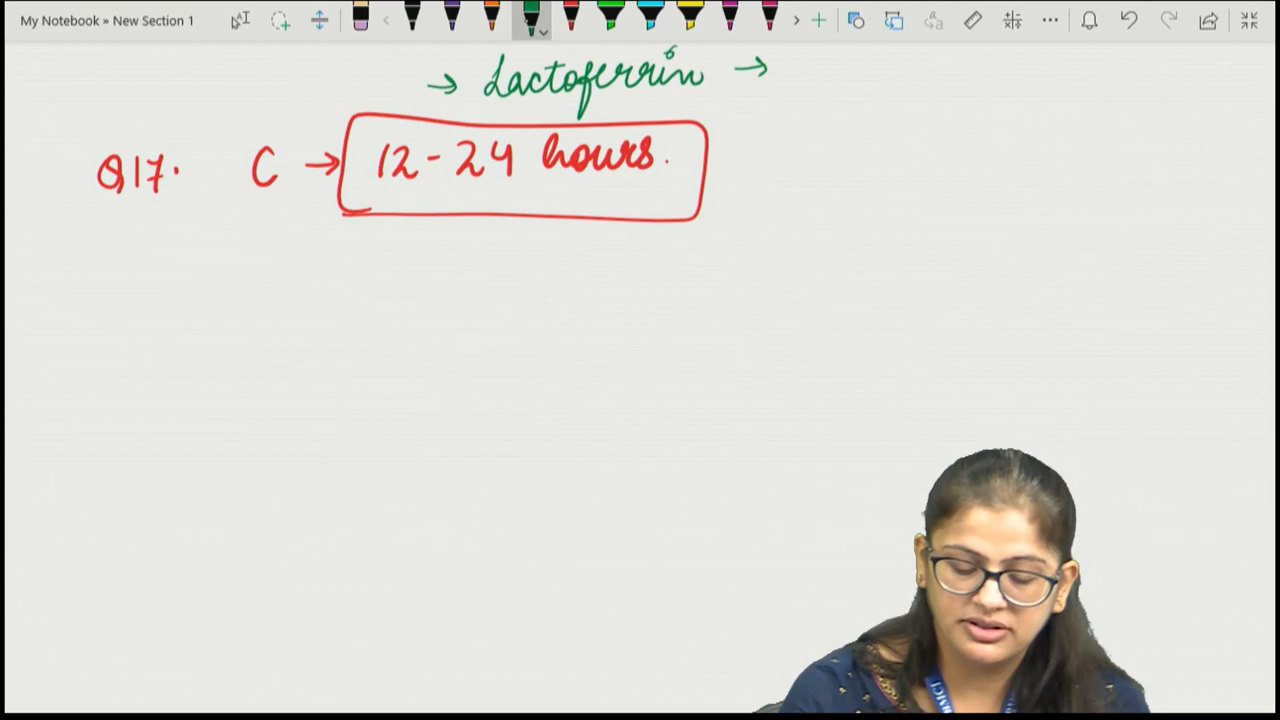 My Notebook » New Section 1
→ Lactoferrin →
Q17. C → 12-24 hours.